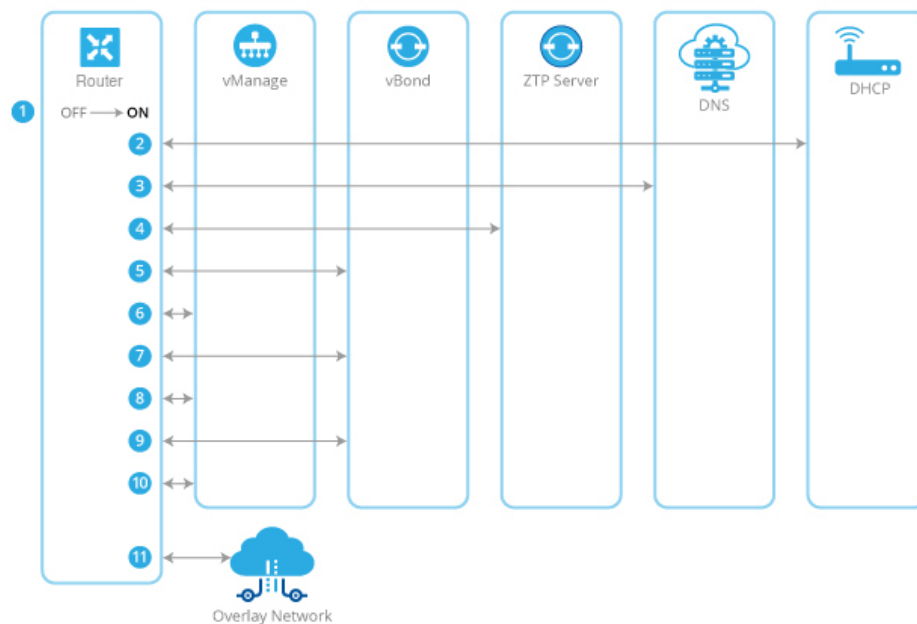 Router
vManage
vBond
ZTP Server
DNS
DHCP
1 OFF ON
2
3
4
5
6
7
8
9
10
11
Overlay Network